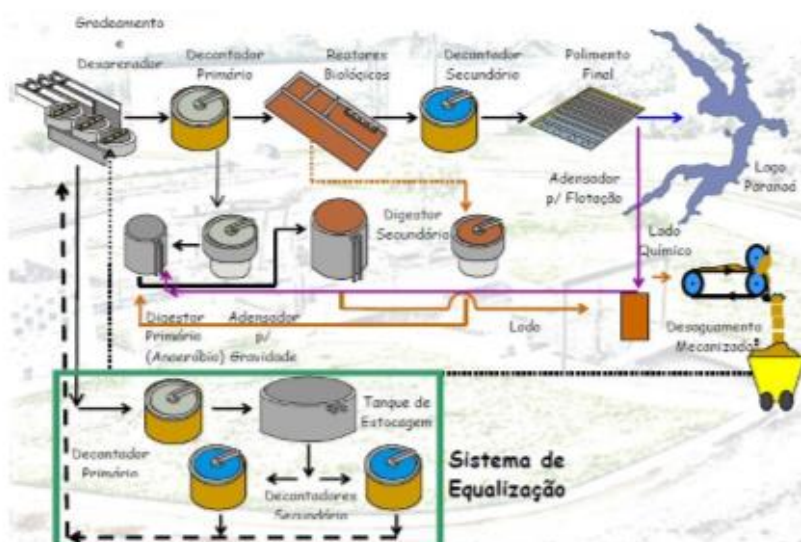 Gradeamento
e
Desarenador
Decantador
Primário
Reatores
Biológicos
Decantador
Secundário
Polimento
Final
Lago
Paranoá
Adensador
p/ Flotação
Digestor
Secundário
Lodo
Químico
Digestor
Primário
(Anaeróbio)
Adensador
p/
Gravidade
Lodo
Desaguamento
Mecanizado
Decantador
Primário
Tanque de
Estocagem
Decantadores
Secundário
Sistema de
Equalização